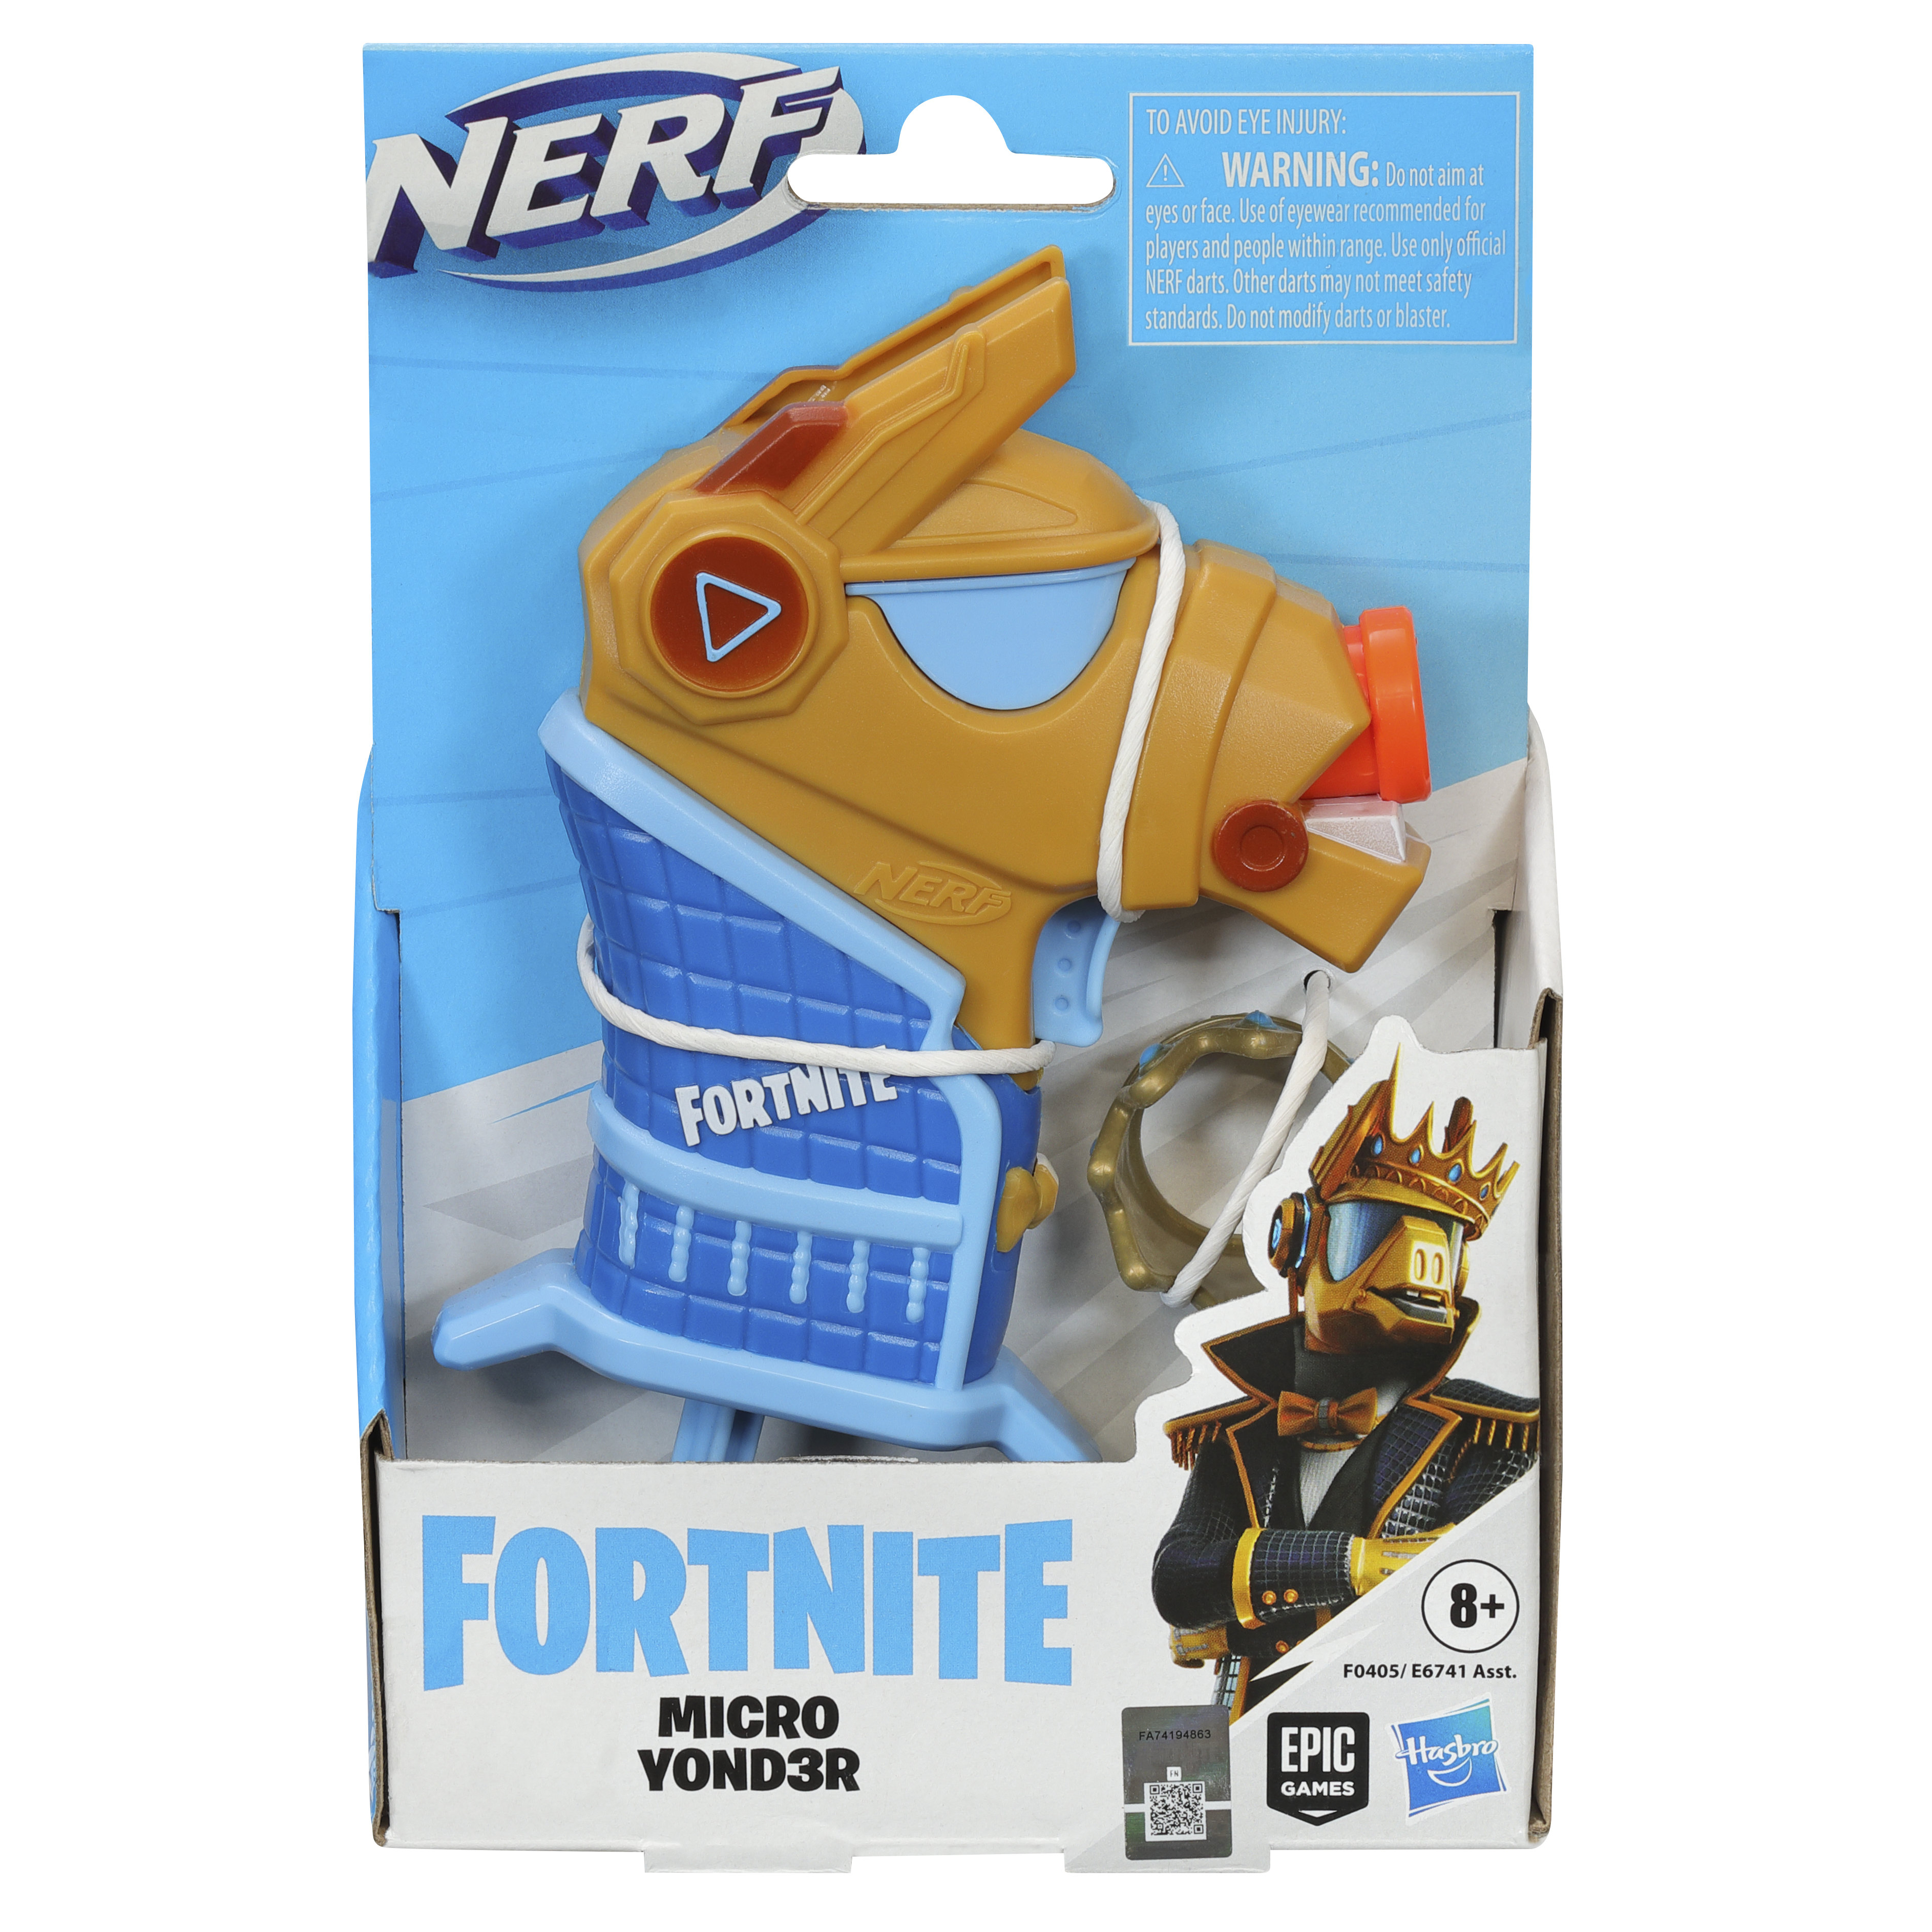 NERF
TO AVOID EYE INJURY:
WARNING: Do not aim at
eyes or face. Use of eyewear recommended for
players and people within range. Use only official
NERF darts. Other darts may not meet safety
standards. Do not modify darts or blaster.
NERF
FORTNITE
FORTNITE
MICRO
YOND3R
8+
F0405/ E6741 Asst.
FA74194863
FN
EPIC
GAMES
Hasbro